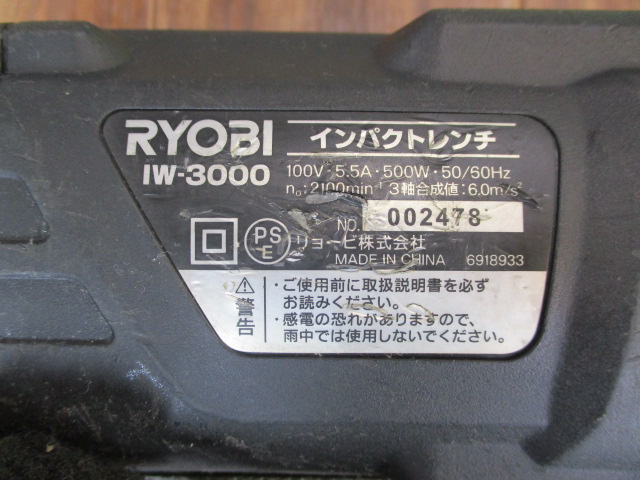 RYOBI
IW-3000
インパクトレンチ
100V・5.5A・500W・50/60Hz
n₀:2100min⁻¹ 3軸合成値:6.0m/s²
NO. 002478
PS
E
リョービ株式会社
MADE IN CHINA 6918933
警告
・ご使用前に取扱説明書を必ず
お読みください。
・感電の恐れがありますので、
雨中では使用しないでください。